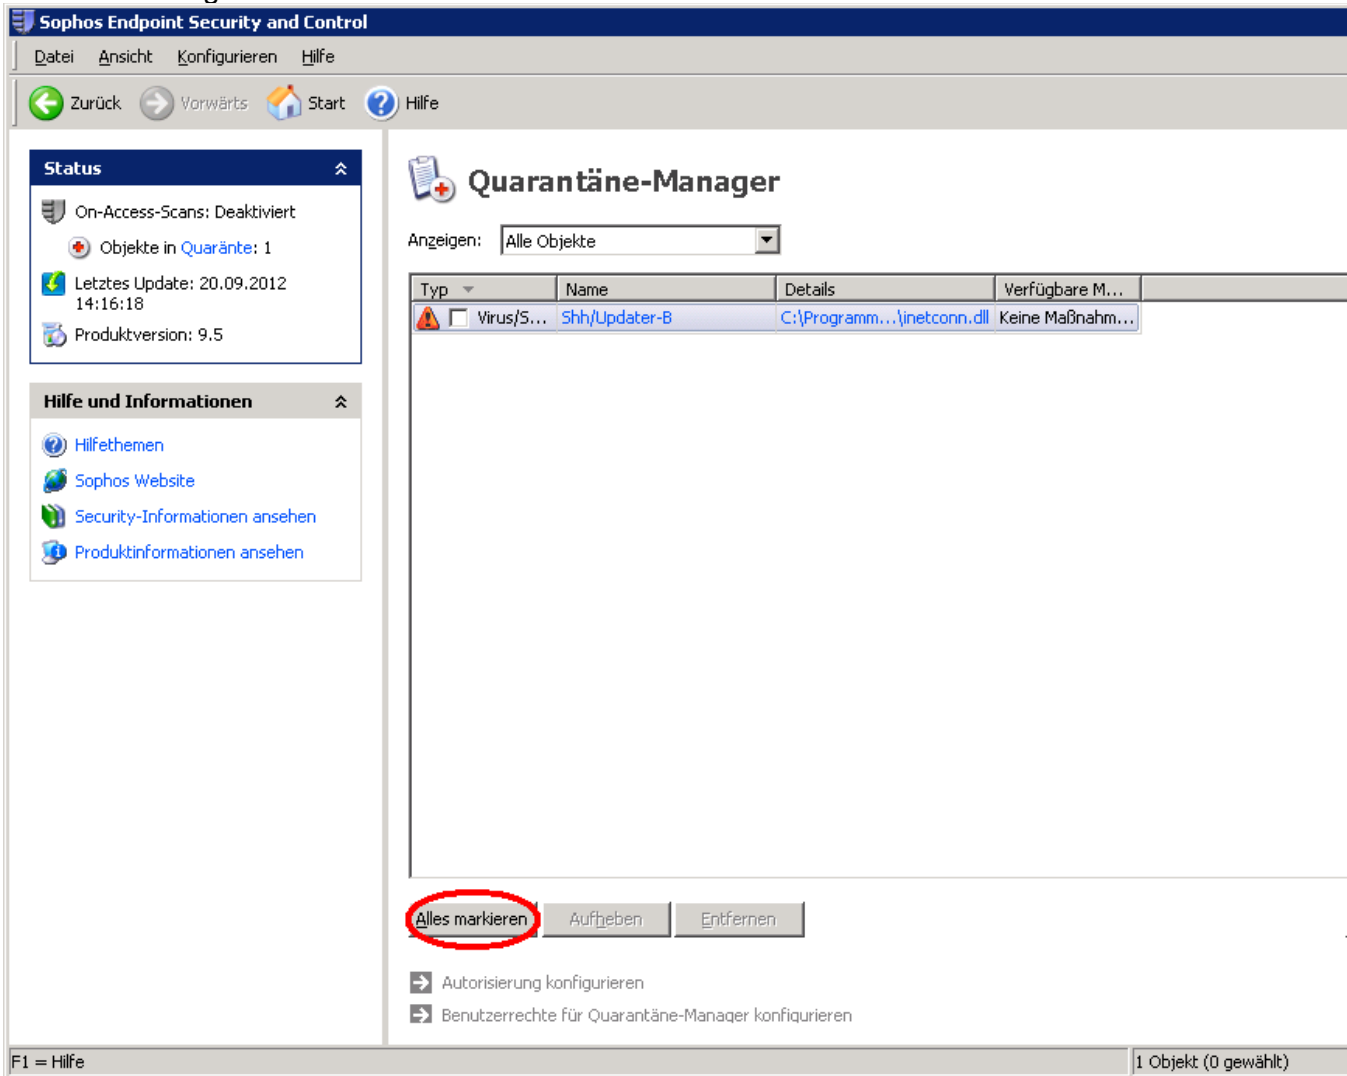 Sophos Endpoint Security and Control
Datei Ansicht Konfigurieren Hilfe
Zurück Vorwärts Start Hilfe
Status
On-Access-Scans: Deaktiviert
Objekte in Quaränte: 1
Letztes Update: 20.09.2012
14:16:18
Produktversion: 9.5
Hilfe und Informationen
Hilfethemen
Sophos Website
Security-Informationen ansehen
Produktinformationen ansehen
Quarantäne-Manager
Anzeigen: Alle Objekte
Typ Name Details Verfügbare M...
Virus/S... Shh/Updater-B C:\Programm...\inetconn.dll Keine Maßnahm...
Alles markieren Aufheben Entfernen
Autorisierung konfigurieren
Benutzerrechte für Quarantäne-Manager konfigurieren
F1 = Hilfe 1 Objekt (0 gewählt)